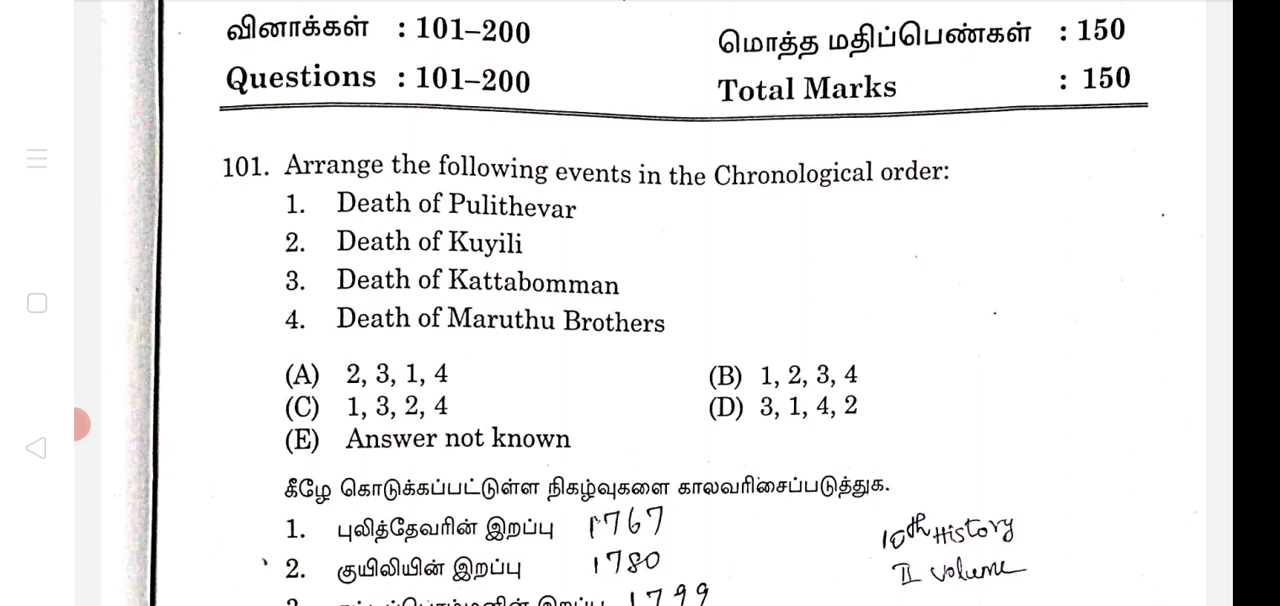 வினாக்கள் : 101–200 மொத்த மதிப்பெண்கள் : 150
Questions : 101–200 Total Marks : 150
101. Arrange the following events in the Chronological order:
1. Death of Pulithevar
2. Death of Kuyili
3. Death of Kattabomman
4. Death of Maruthu Brothers
(A) 2, 3, 1, 4 (B) 1, 2, 3, 4
(C) 1, 3, 2, 4 (D) 3, 1, 4, 2
(E) Answer not known
கீழே கொடுக்கப்பட்டுள்ள நிகழ்வுகளை காலவரிசைப்படுத்துக.
1. புலித்தேவரின் இறப்பு 1767 10th History
2. குயிலியின் இறப்பு 1780 II volume
1799